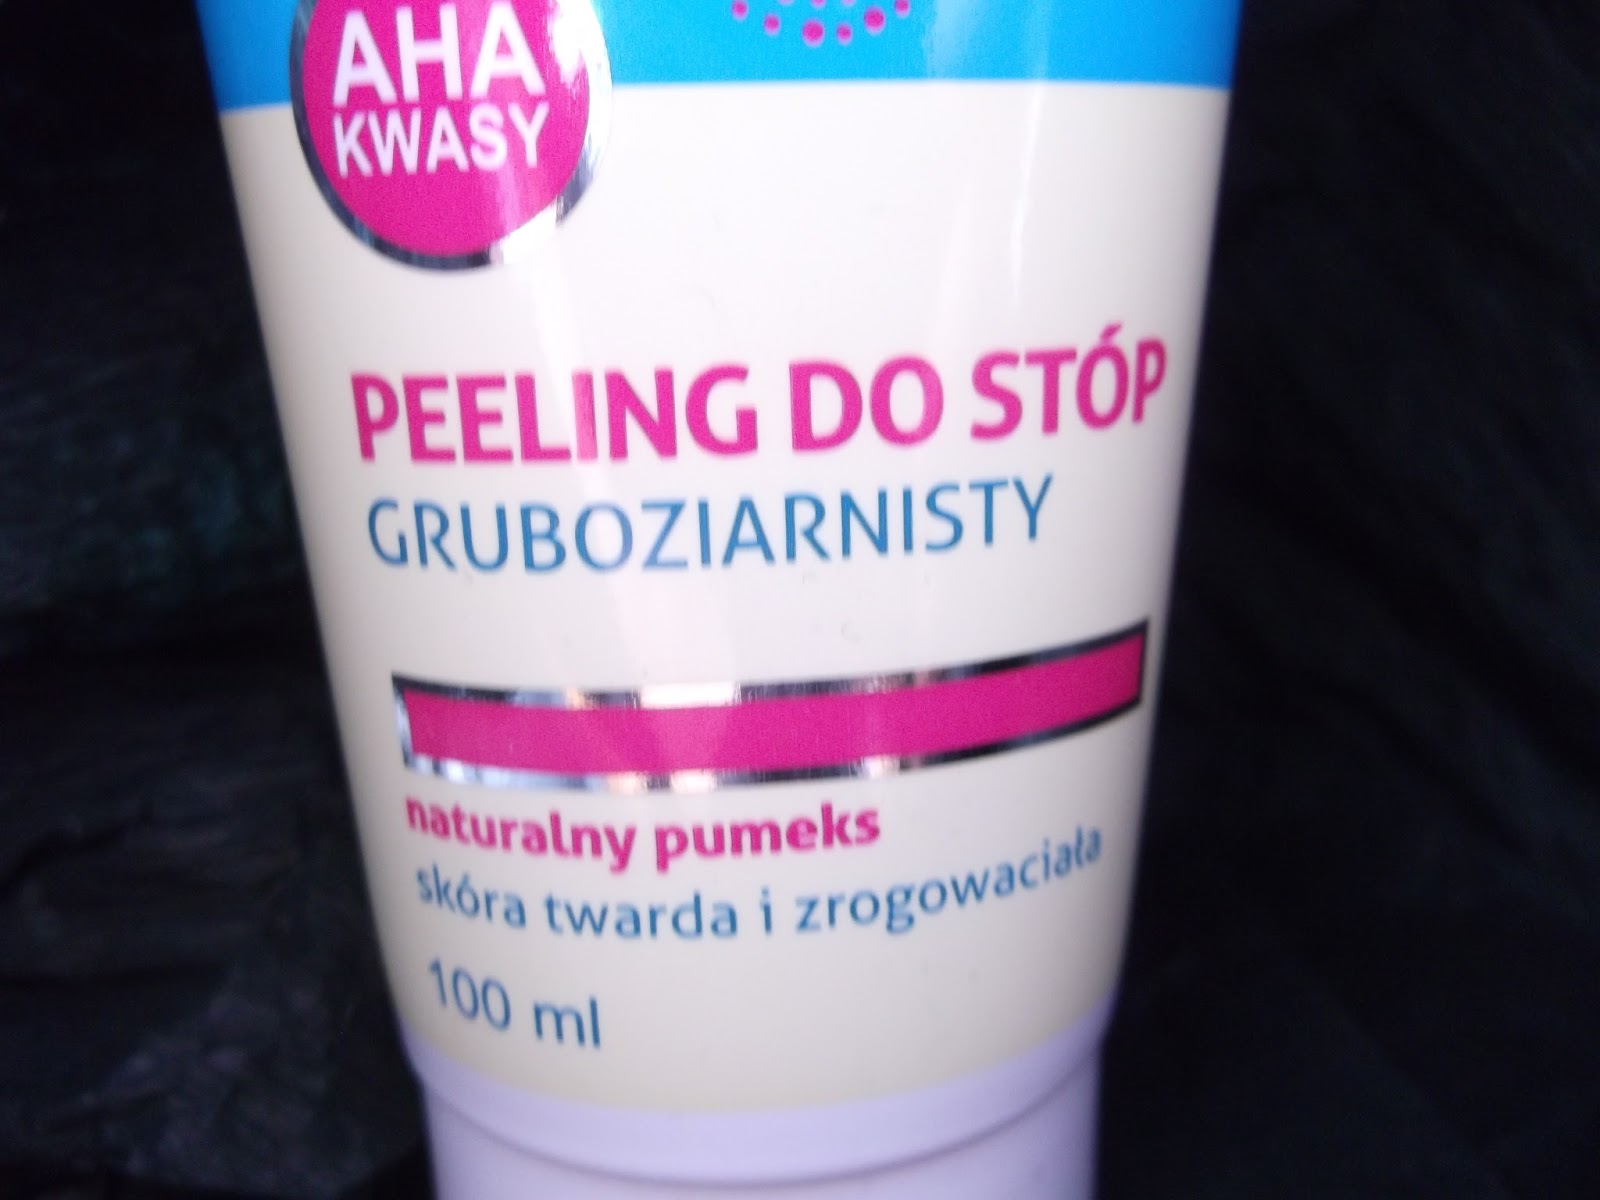 AHA
KWASY
PEELING DO STÓP
GRUBOZIARNISTY
naturalny pumeks
skóra twarda i zrogowaciała
100 ml